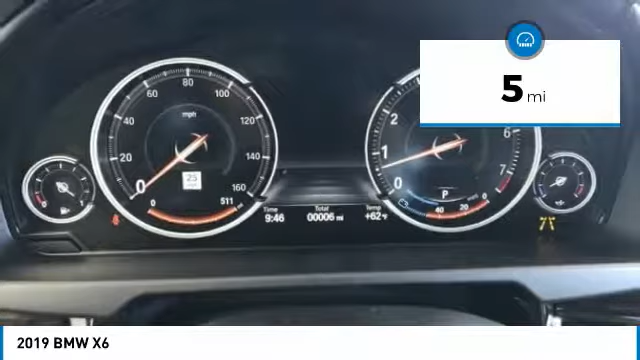 5 mi
60 80 100
mph
40 120
20 140
0 160
25
0 511
Time Total Temp
9:46 00006 mi +62°F
2
1
0
6
7
P
40 20 0
2019 BMW X6